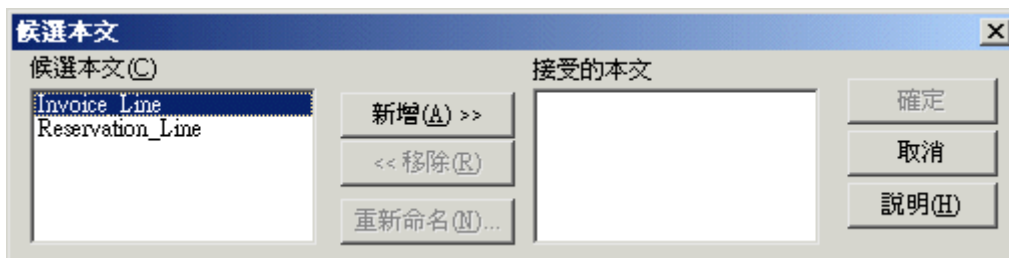 候選本文
候選本文(C)
Invoice_Line
Reservation_Line
新增(A) >>
<< 移除(R)
重新命名(N)...
接受的本文
確定
取消
說明(H)